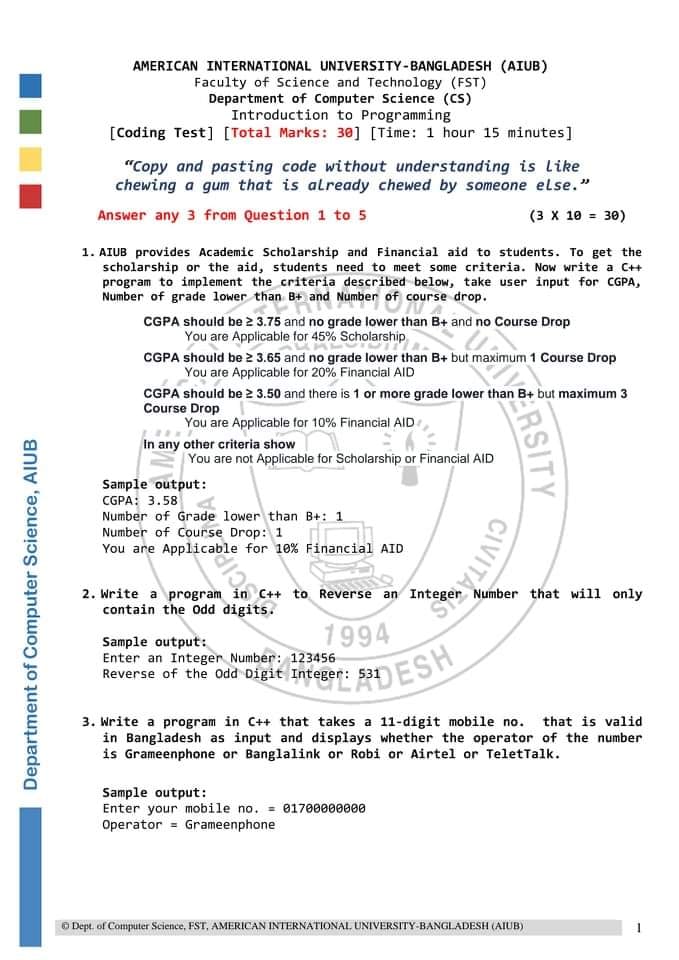 AMERICAN INTERNATIONAL UNIVERSITY-BANGLADESH (AIUB)
Faculty of Science and Technology (FST)
Department of Computer Science (CS)
Introduction to Programming
[Coding Test] [Total Marks: 30] [Time: 1 hour 15 minutes]
“Copy and pasting code without understanding is like
chewing a gum that is already chewed by someone else.”
Answer any 3 from Question 1 to 5 (3 X 10 = 30)
1. AIUB provides Academic Scholarship and Financial aid to students. To get the
scholarship or the aid, students need to meet some criteria. Now write a C++
program to implement the criteria described below, take user input for CGPA,
Number of grade lower than B+ and Number of course drop.
CGPA should be ≥ 3.75 and no grade lower than B+ and no Course Drop
You are Applicable for 45% Scholarship
CGPA should be ≥ 3.65 and no grade lower than B+ but maximum 1 Course Drop
You are Applicable for 20% Financial AID
CGPA should be ≥ 3.50 and there is 1 or more grade lower than B+ but maximum 3
Course Drop
You are Applicable for 10% Financial AID
In any other criteria show
You are not Applicable for Scholarship or Financial AID
Sample output:
CGPA: 3.58
Number of Grade lower than B+: 1
Number of Course Drop: 1
You are Applicable for 10% Financial AID
2. Write a program in C++ to Reverse an Integer Number that will only
contain the Odd digits.
Sample output:
Enter an Integer Number: 123456
Reverse of the Odd Digit Integer: 531
3. Write a program in C++ that takes a 11-digit mobile no. that is valid
in Bangladesh as input and displays whether the operator of the number
is Grameenphone or Banglalink or Robi or Airtel or TeletTalk.
Sample output:
Enter your mobile no. = 01700000000
Operator = Grameenphone
Department of Computer Science, AIUB
1994
BANGLADESH
UNIVERSITY
CIVITATIS
© Dept. of Computer Science, FST, AMERICAN INTERNATIONAL UNIVERSITY-BANGLADESH (AIUB) 1